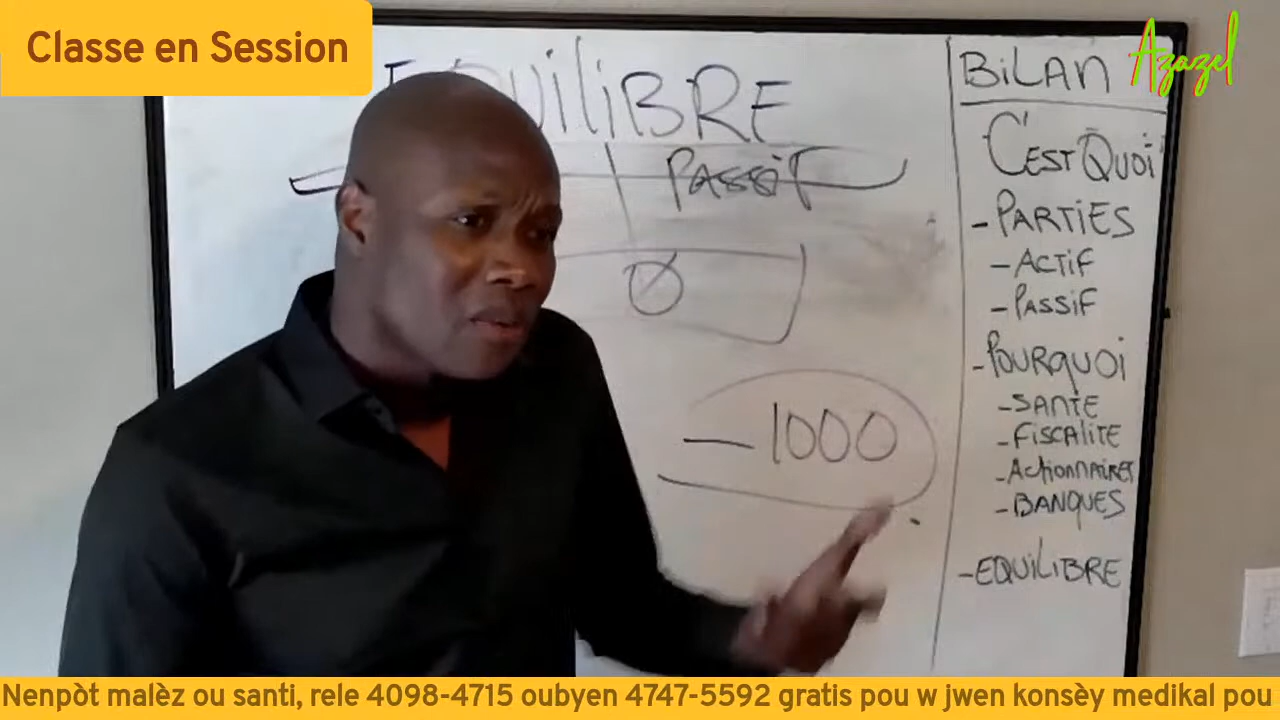 Classe en Session
Azazel
EQUiLiBRE
PASSiF
Ø
- 1000
BiLAN
C'EST QUOi
- PARTiES
- ACTiF
- PASSiF
- POURQUOi
- SANTE
- FiSCALiTE
- ACtiONNAiRES
- BANQUES
- EQUiLiBRE
Nenpòt malèz ou santi, rele 4098-4715 oubyen 4747-5592 gratis pou w jwen konsèy medikal pou